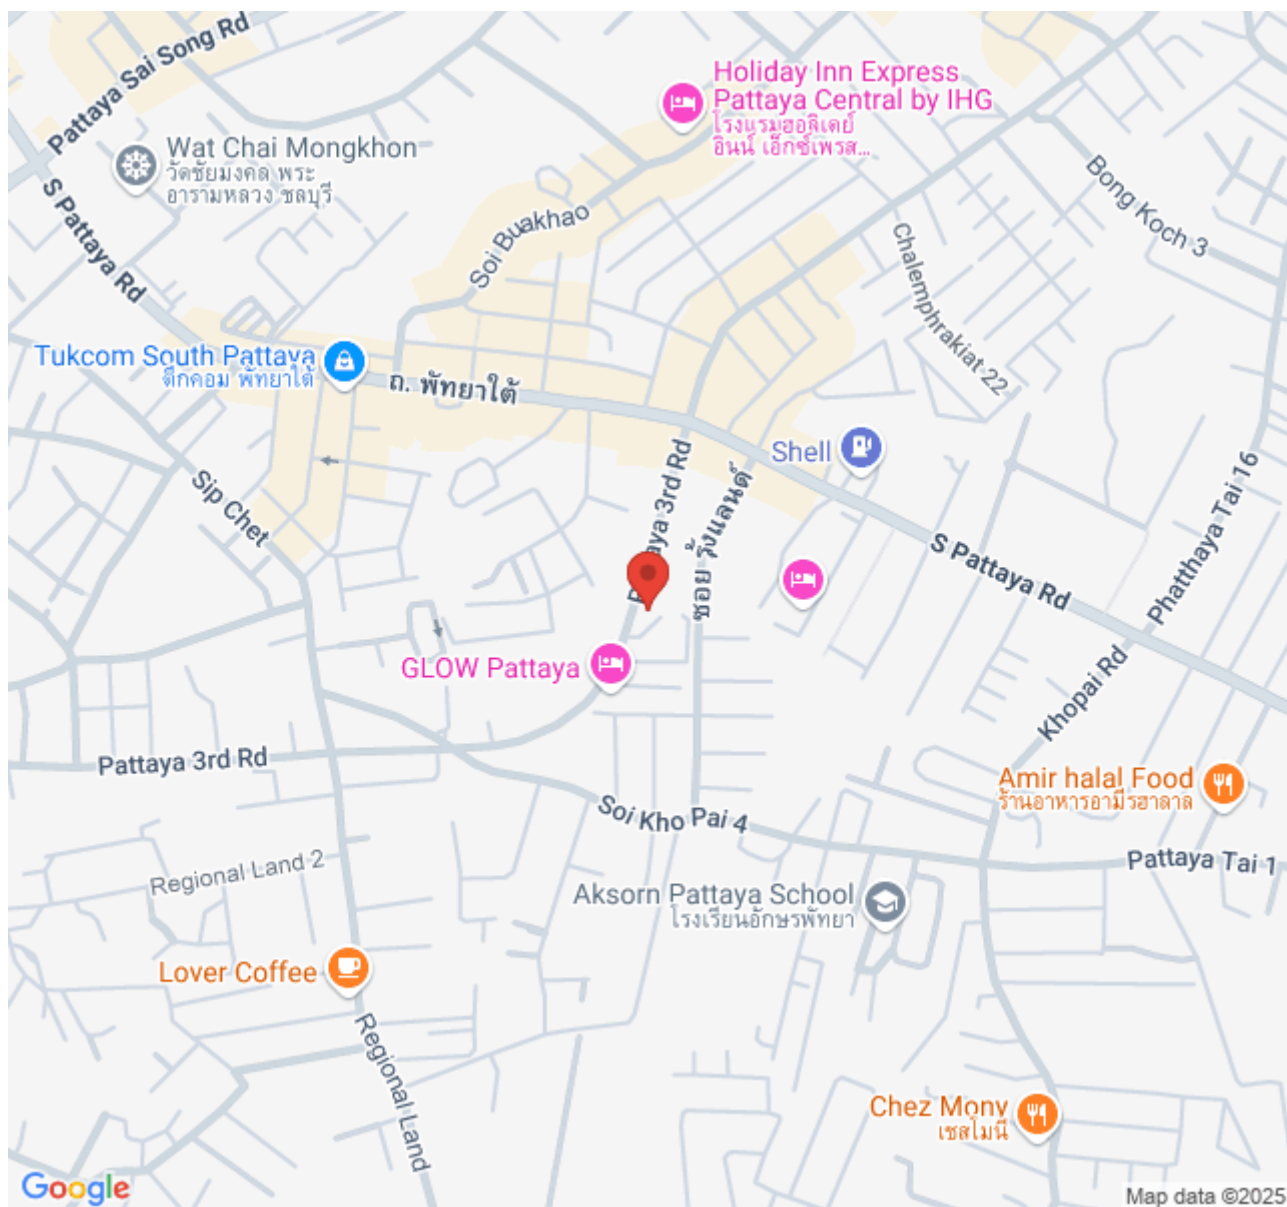 Pattaya Sai Song Rd
Holiday Inn Express
Pattaya Central by IHG
โรงแรมฮอลิเดย์
อินน์ เอ็กซ์เพรส...
Wat Chai Mongkhon
วัดชัยมงคล พระ
อารามหลวง ชลบุรี
Bong Koch 3
S Pattaya Rd
Soi Buakhao
Chalemphrakiat 22
Tukcom South Pattaya
ตึกคอม พัทยาใต้
ถ. พัทยาใต้
Shell
Sip Chet
Pattaya 3rd Rd
ซอย วุ้งแลนด์
Phatthaya Tai 16
S Pattaya Rd
GLOW Pattaya
Khopai Rd
Pattaya 3rd Rd
Amir halal Food
ร้านอาหารอามีรฮาลาล
Soi Kho Pai 4
Pattaya Tai 1
Regional Land 2
Aksorn Pattaya School
โรงเรียนอักษรพัทยา
Lover Coffee
Regional Land
Chez Mony
เชสโมนี
Google
Map data ©2025